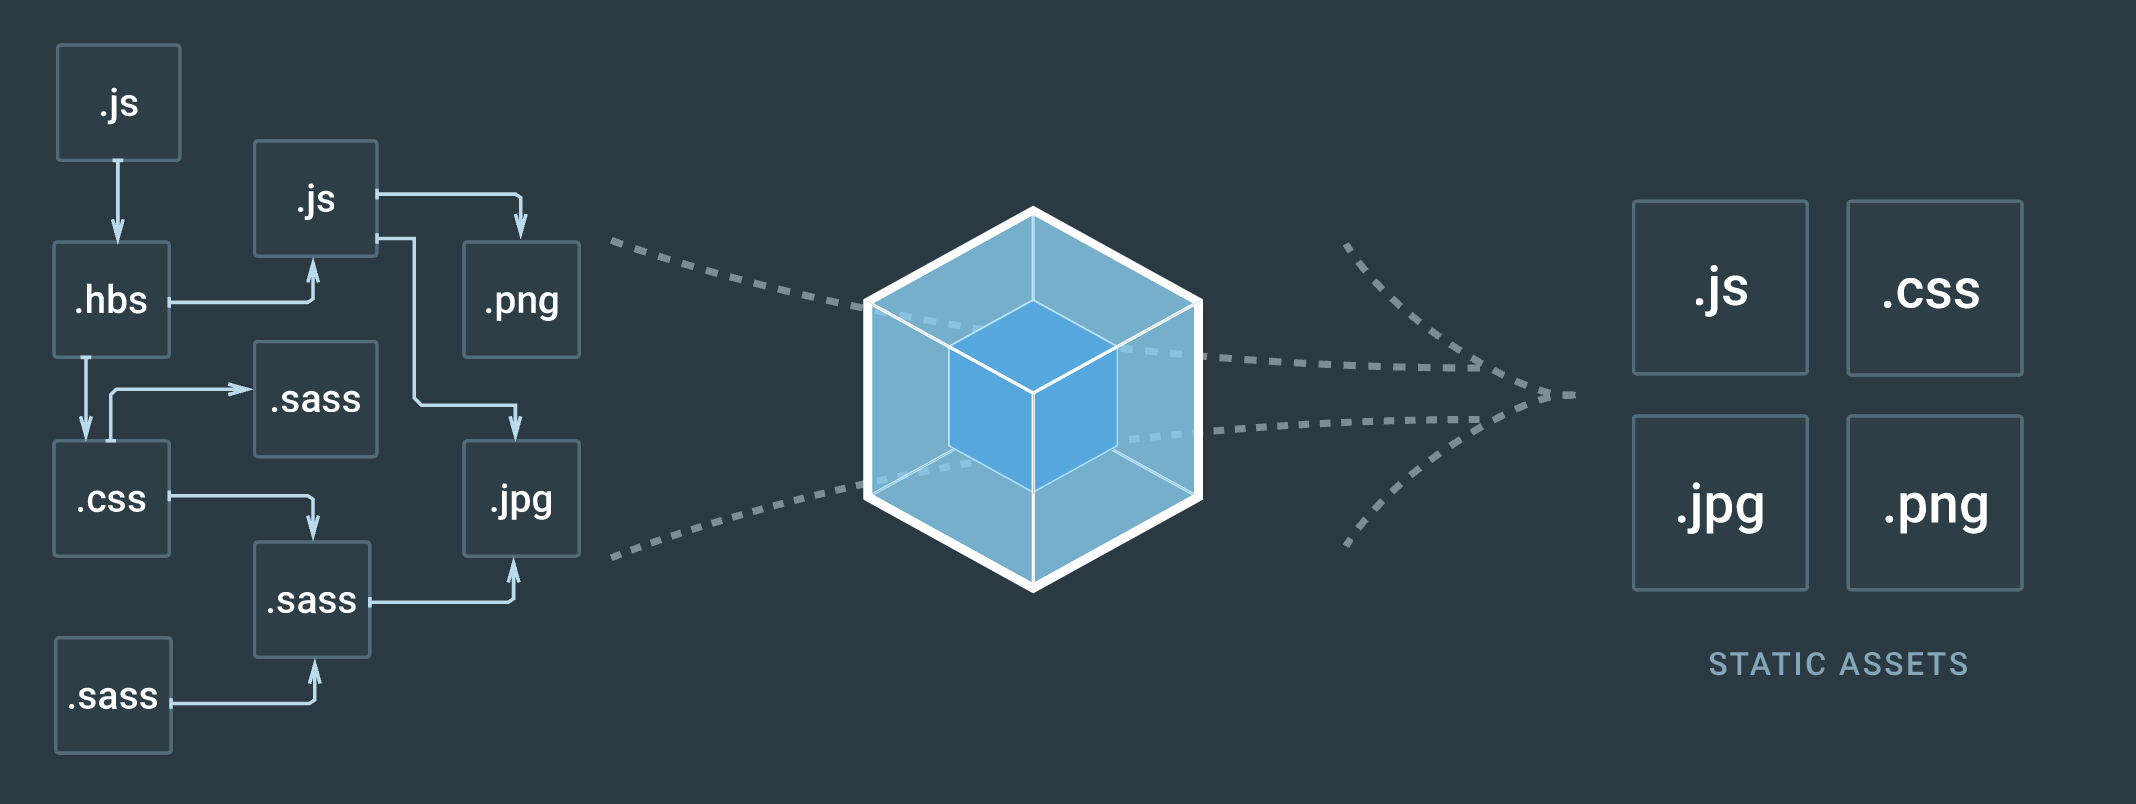 .js
.js
.hbs
.png
.sass
.css
.jpg
.sass
.sass
.js
.css
.jpg
.png
STATIC ASSETS